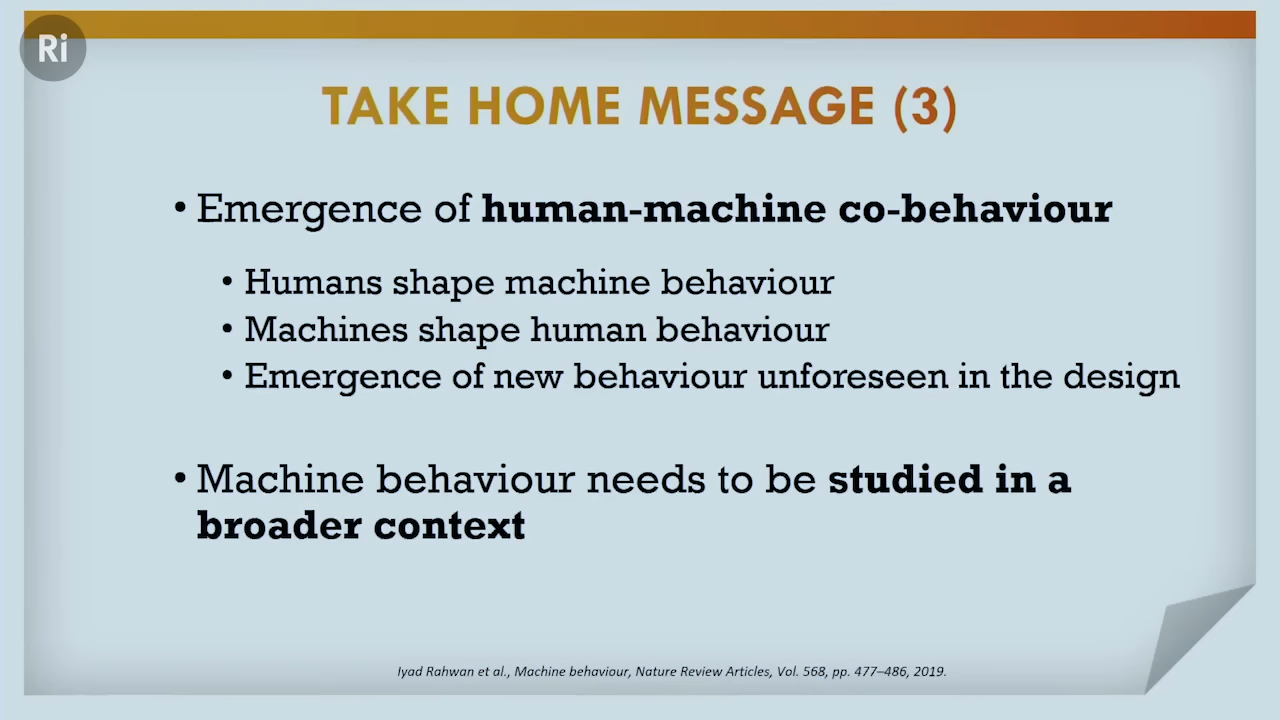 Ri
TAKE HOME MESSAGE (3)
• Emergence of human-machine co-behaviour
• Humans shape machine behaviour
• Machines shape human behaviour
• Emergence of new behaviour unforeseen in the design
• Machine behaviour needs to be studied in a
broader context
Iyad Rahwan et al., Machine behaviour, Nature Review Articles, Vol. 568, pp. 477–486, 2019.